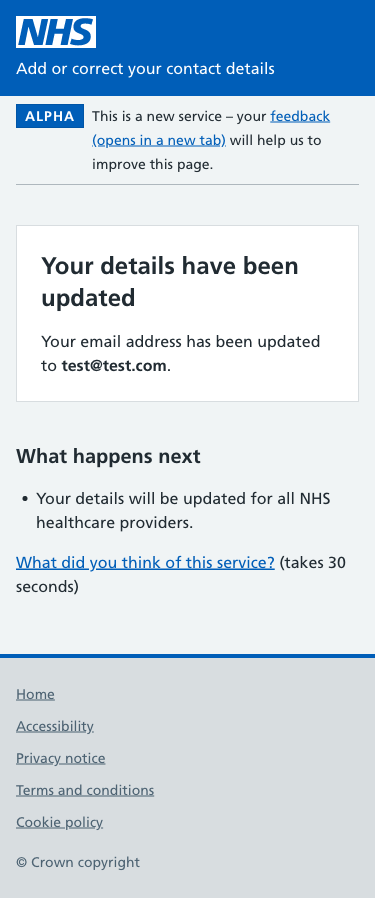 NHS
Add or correct your contact details
ALPHA This is a new service – your feedback
(opens in a new tab) will help us to
improve this page.
Your details have been
updated
Your email address has been updated
to test@test.com.
What happens next
• Your details will be updated for all NHS
healthcare providers.
What did you think of this service? (takes 30
seconds)
Home
Accessibility
Privacy notice
Terms and conditions
Cookie policy
© Crown copyright